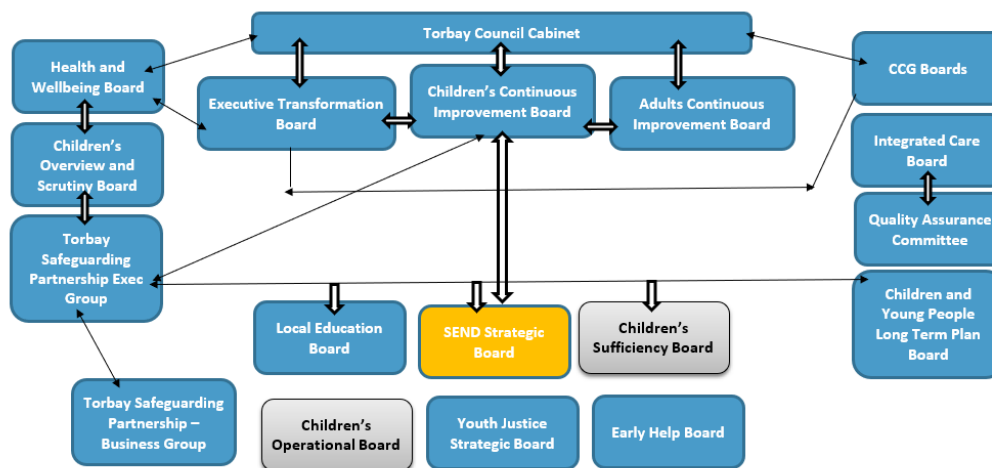 Torbay Council Cabinet
Health and
Wellbeing Board
Executive Transformation
Board
Children’s Continuous
Improvement Board
Adults Continuous
Improvement Board
CCG Boards
Children’s
Overview and
Scrutiny Board
Integrated Care
Board
Torbay
Safeguarding
Partnership Exec
Group
Quality Assurance
Committee
Local Education
Board
SEND Strategic
Board
Children’s
Sufficiency Board
Children and
Young People
Long Term Plan
Board
Torbay Safeguarding
Partnership –
Business Group
Children’s
Operational Board
Youth Justice
Strategic Board
Early Help Board